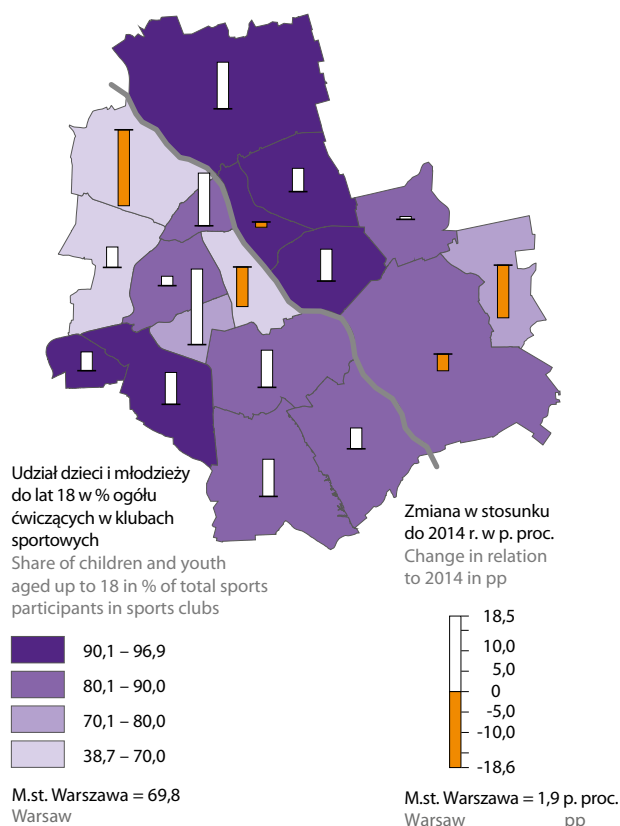 Udział dzieci i młodzieży
do lat 18 w % ogółu
ćwiczących w klubach
sportowych
Share of children and youth
aged up to 18 in % of total sports
participants in sports clubs
90,1 – 96,9
80,1 – 90,0
70,1 – 80,0
38,7 – 70,0
M.st. Warszawa = 69,8
Warsaw
Zmiana w stosunku
do 2014 r. w p. proc.
Change in relation
to 2014 in pp
18,5
10,0
5,0
0
-5,0
-10,0
-18,6
M.st. Warszawa = 1,9 p. proc.
Warsaw pp